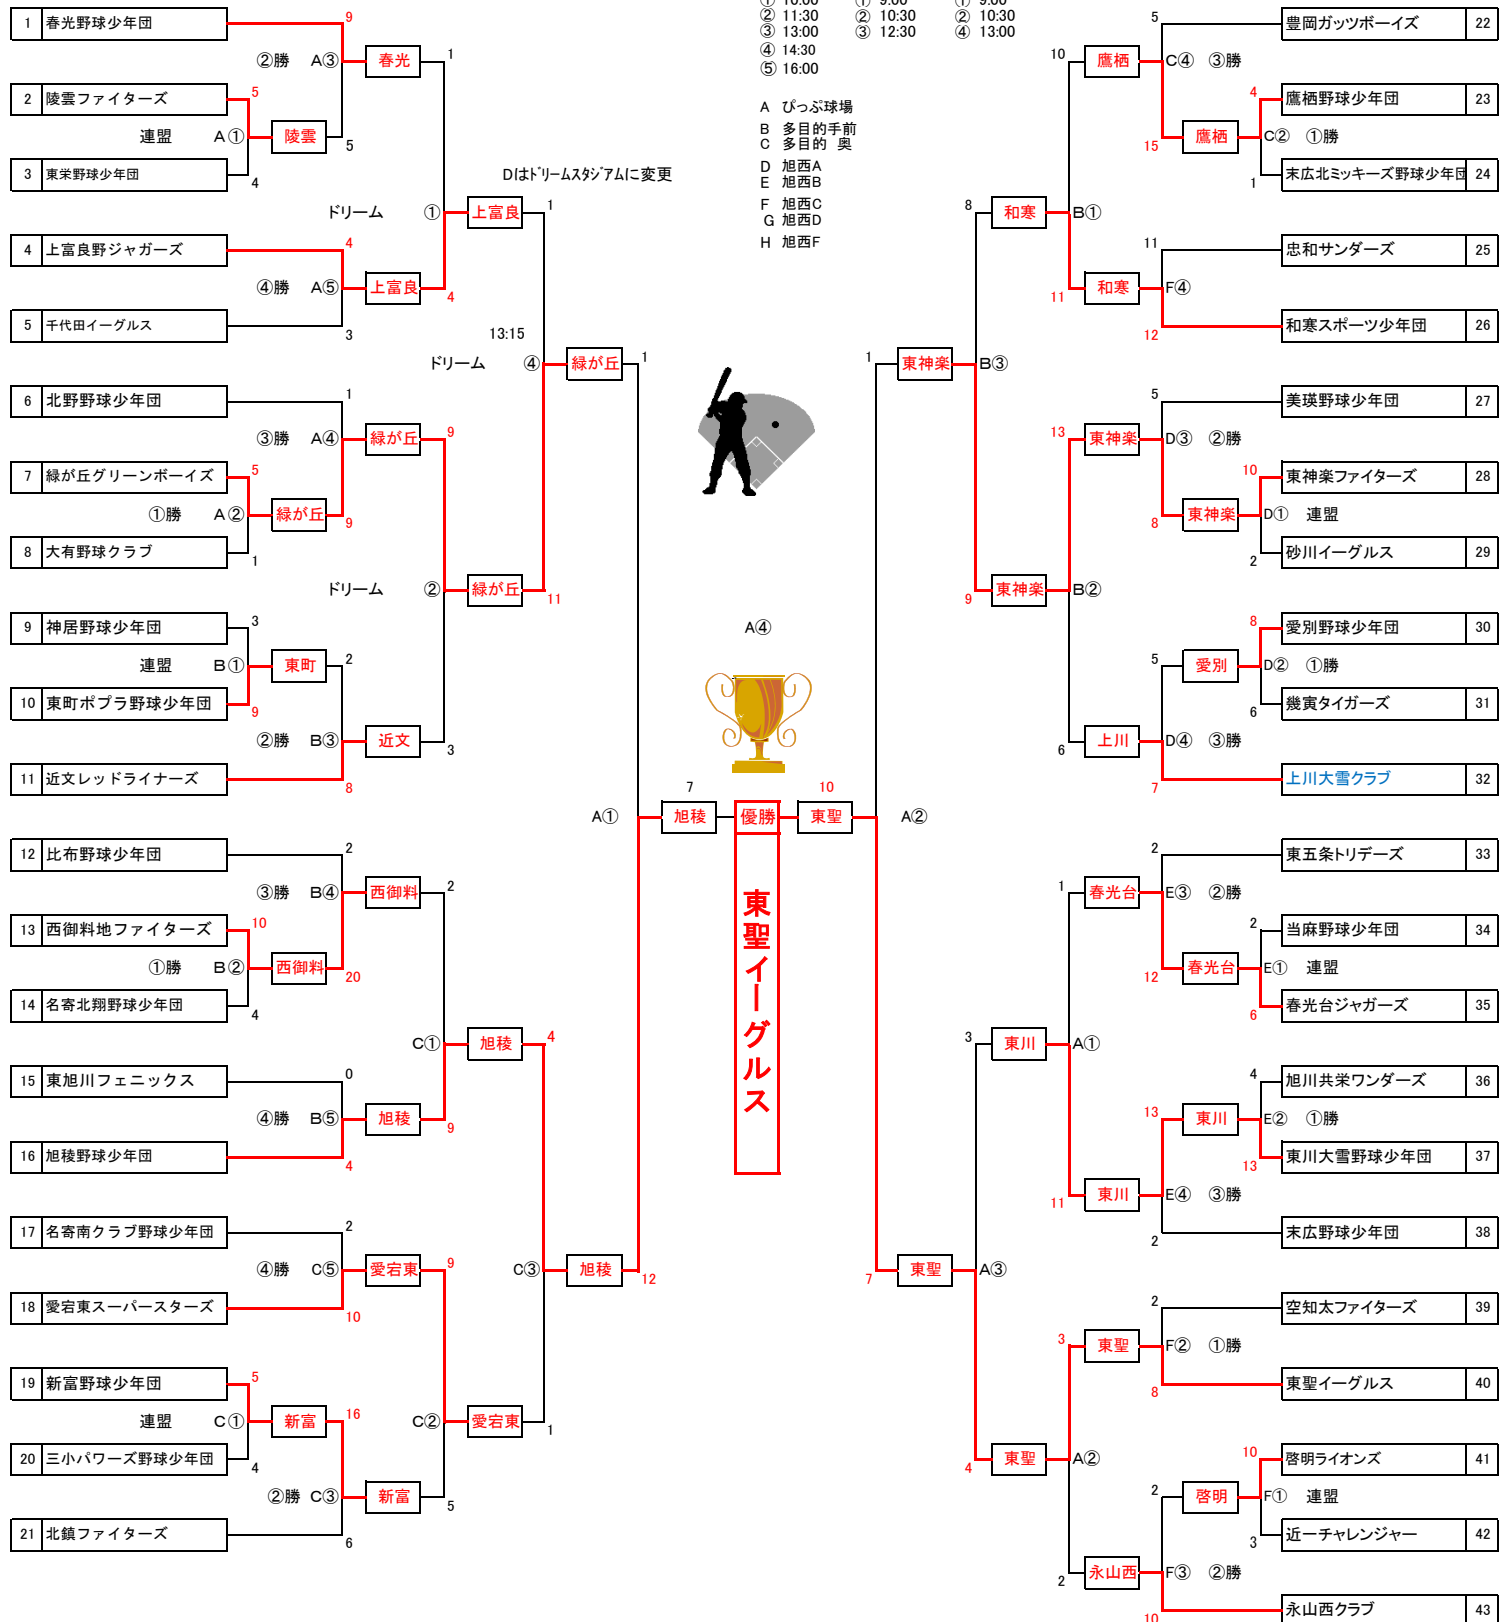 ① 10:00 ① 9:00 ① 9:00
② 11:30 ② 10:30 ② 10:30
③ 13:00 ③ 12:30 ④ 13:00
④ 14:30
⑤ 16:00
A ぴっぷ球場
B 多目的手前
C 多目的 奥
D 旭西A
E 旭西B
F 旭西C
G 旭西D
H 旭西F
Dはドリームスタジアムに変更
1 春光野球少年団 9
②勝 A③ 春光 1
2 陵雲ファイターズ 5
連盟 A① 陵雲 5
3 東栄野球少年団 4
ドリーム ① 上富良 1
4 上富良野ジャガーズ 4
④勝 A⑤ 上富良 4
5 千代田イーグルス 3
13:15
ドリーム ④ 緑が丘 1
6 北野野球少年団 1
③勝 A④ 緑が丘 9
7 緑が丘グリーンボーイズ 5
①勝 A② 緑が丘 9
8 大有野球クラブ 1
ドリーム ② 緑が丘 11
9 神居野球少年団 3
連盟 B① 東町 2
10 東町ポプラ野球少年団 9
②勝 B③ 近文 3
11 近文レッドライナーズ 8
A① 旭稜 7
12 比布野球少年団 2
③勝 B④ 西御料 2
13 西御料地ファイターズ 10
①勝 B② 西御料 20
14 名寄北翔野球少年団 4
C① 旭稜 4
15 東旭川フェニックス 0
④勝 B⑤ 旭稜 9
16 旭稜野球少年団 4
17 名寄南クラブ野球少年団 2
④勝 C⑤ 愛宕東 9
C③ 旭稜 12
18 愛宕東スーパースターズ 10
19 新富野球少年団 5
連盟 C① 新富 16
C② 愛宕東 1
20 三小パワーズ野球少年団 4
②勝 C③ 新富 5
21 北鎮ファイターズ 6
A④
優勝
東聖イーグルス
10 東聖 A②
5 豊岡ガッツボーイズ 22
10 鷹栖 C④ ③勝
4 鷹栖野球少年団 23
15 鷹栖 C② ①勝
1 末広北ミッキーズ野球少年団 24
8 和寒 B①
11 忠和サンダーズ 25
11 和寒 F④
12 和寒スポーツ少年団 26
1 東神楽 B③
5 美瑛野球少年団 27
13 東神楽 D③ ②勝
10 東神楽ファイターズ 28
8 東神楽 D① 連盟
2 砂川イーグルス 29
9 東神楽 B②
8 愛別野球少年団 30
5 愛別 D② ①勝
6 幾寅タイガーズ 31
6 上川 D④ ③勝
7 上川大雪クラブ 32
2 東五条トリデーズ 33
1 春光台 E③ ②勝
2 当麻野球少年団 34
12 春光台 E① 連盟
6 春光台ジャガーズ 35
3 東川 A①
4 旭川共栄ワンダーズ 36
13 東川 E② ①勝
13 東川大雪野球少年団 37
11 東川 E④ ③勝
2 末広野球少年団 38
7 東聖 A③
2 空知太ファイターズ 39
3 東聖 F② ①勝
8 東聖イーグルス 40
4 東聖 A②
10 啓明ライオンズ 41
2 啓明 F① 連盟
3 近一チャレンジャー 42
2 永山西 F③ ②勝
10 永山西クラブ 43